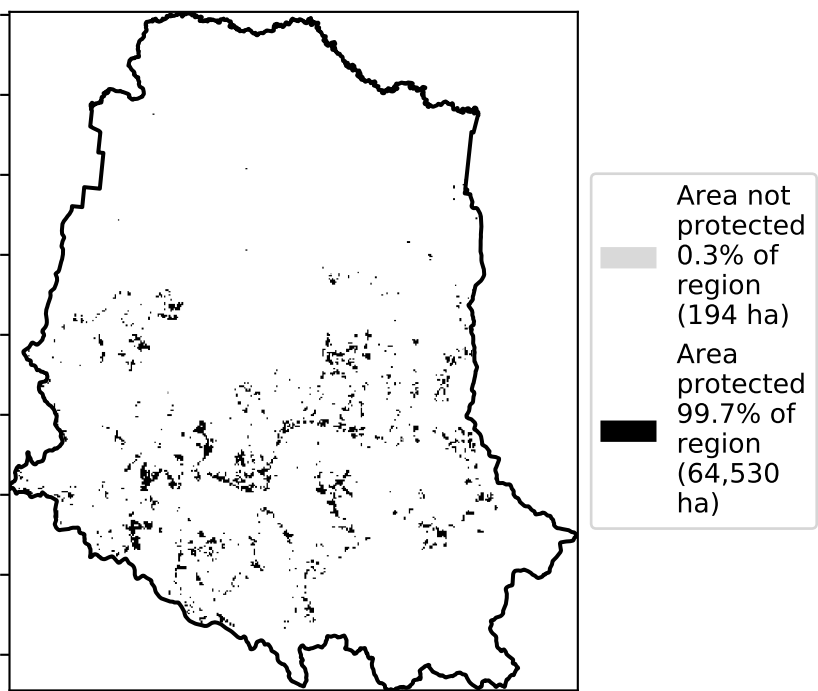 Area not
protected
0.3% of
region
(194 ha)
Area
protected
99.7% of
region
(64,530
ha)